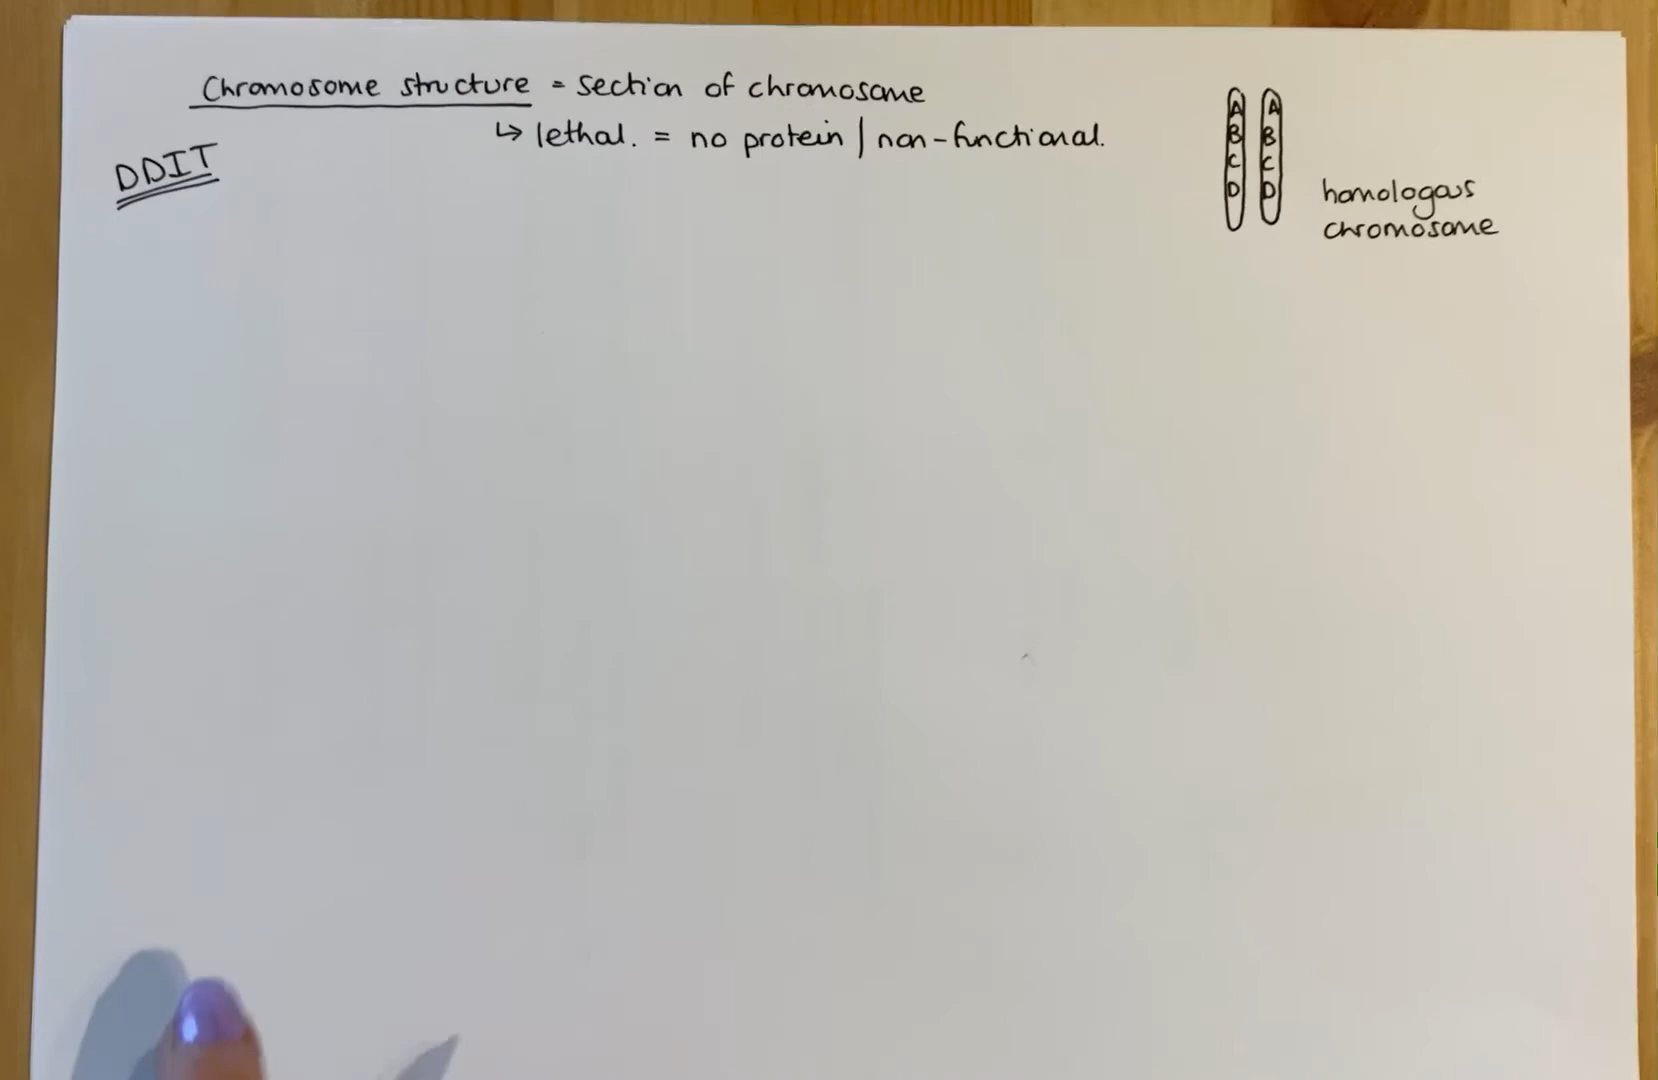 Chromosome structure = section of chromosome
↳ lethal. = no protein / non-functional.
DDIT
A A
B B
C C
D D
homologous
chromosome